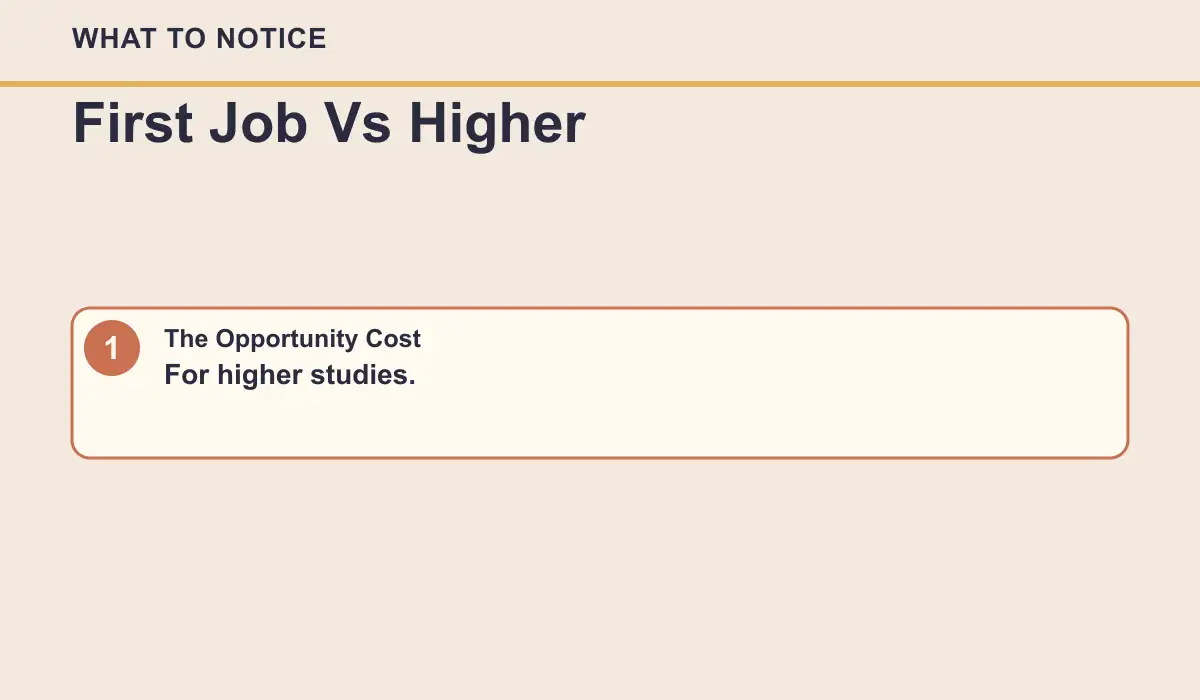 WHAT TO NOTICE
First Job Vs Higher
1
The Opportunity Cost
For higher studies.